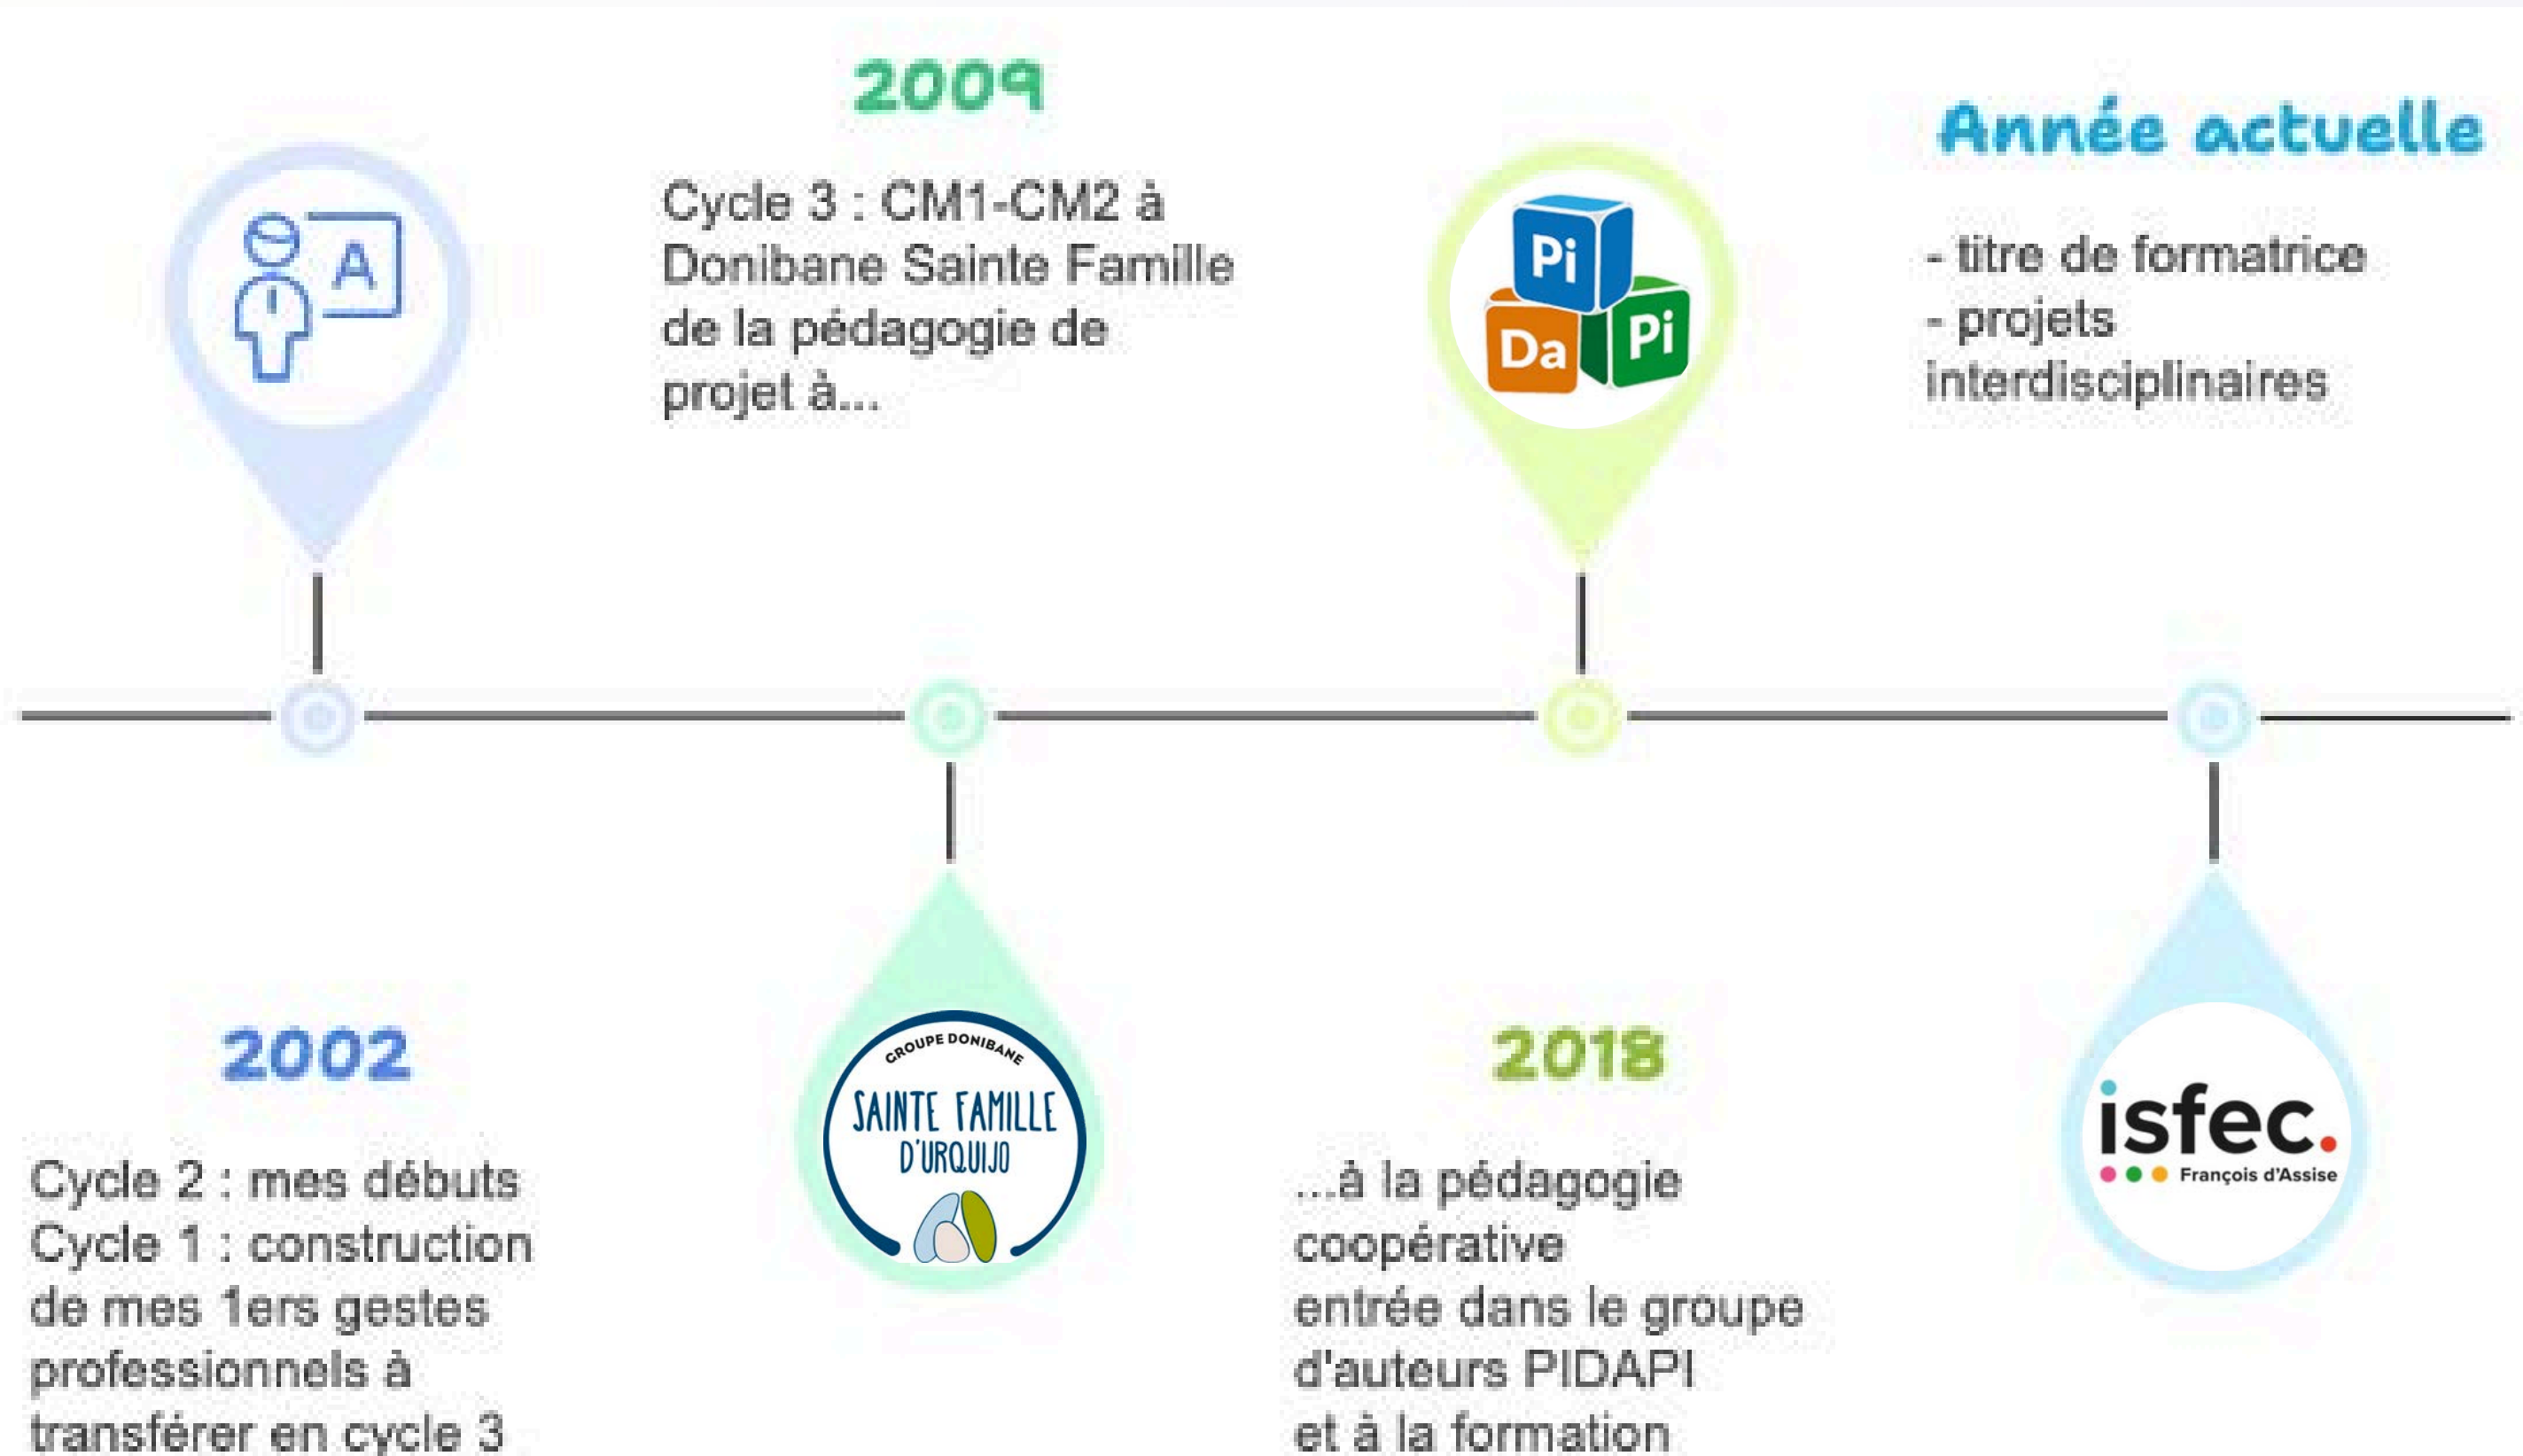 2009
Cycle 3 : CM1-CM2 à
Donibane Sainte Famille
de la pédagogie de
projet à...
A
Pi
Da
Pi
Année actuelle
- titre de formatrice
- projets
interdisciplinaires
2002
Cycle 2 : mes débuts
Cycle 1 : construction
de mes 1ers gestes
professionnels à
transférer en cycle 3
GROUPE DONIBANE
SAINTE FAMILLE
D'URQUIJO
2018
...à la pédagogie
coopérative
entrée dans le groupe
d'auteurs PIDAPI
et à la formation
isfec.
François d'Assise